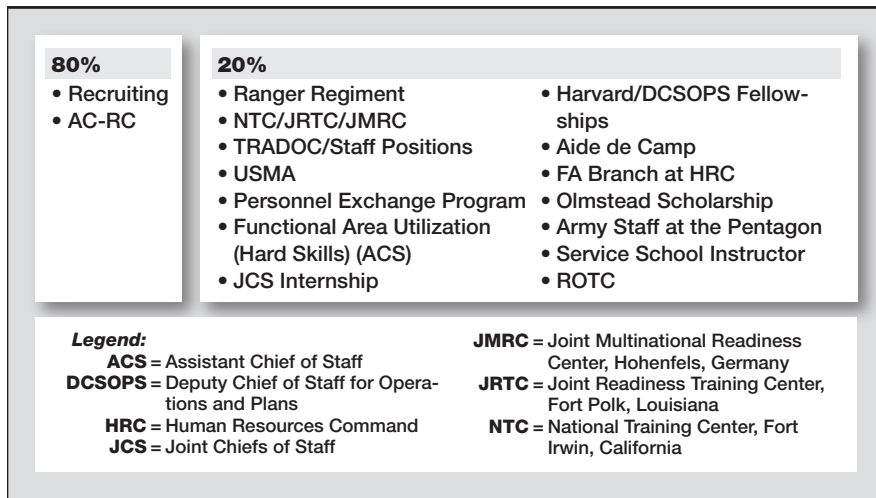 80%
• Recruiting
• AC-RC
20%
• Ranger Regiment
• NTC/JRTC/JMRC
• TRADOC/Staff Positions
• USMA
• Personnel Exchange Program
• Functional Area Utilization
(Hard Skills) (ACS)
• JCS Internship
• Harvard/DCSOPS Fellow-
ships
• Aide de Camp
• FA Branch at HRC
• Olmstead Scholarship
• Army Staff at the Pentagon
• Service School Instructor
• ROTC
Legend:
ACS = Assistant Chief of Staff
DCSOPS = Deputy Chief of Staff for Opera-
tions and Plans
HRC = Human Resources Command
JCS = Joint Chiefs of Staff
JMRC = Joint Multinational Readiness
Center, Hohenfels, Germany
JRTC = Joint Readiness Training Center,
Fort Polk, Louisiana
NTC = National Training Center, Fort
Irwin, California